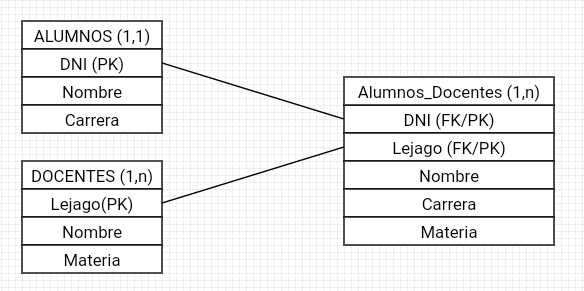 ALUMNOS (1,1)
DNI (PK)
Nombre
Carrera
DOCENTES (1,n)
Lejago(PK)
Nombre
Materia
Alumnos_Docentes (1,n)
DNI (FK/PK)
Lejago (FK/PK)
Nombre
Carrera
Materia